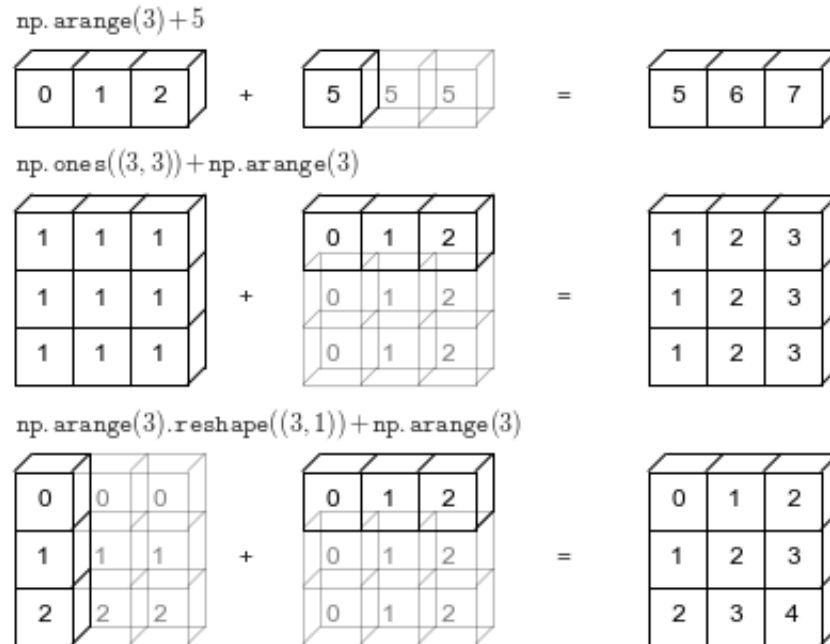 np.arange(3)+5
0 1 2 + 5 5 5 = 5 6 7
np.ones((3, 3))+np.arange(3)
1 1 1 0 1 2 1 2 3
1 1 1 + 0 1 2 = 1 2 3
1 1 1 0 1 2 1 2 3
np.arange(3).reshape((3, 1))+np.arange(3)
0 0 0 0 1 2 0 1 2
1 1 1 + 0 1 2 = 1 2 3
2 2 2 0 1 2 2 3 4